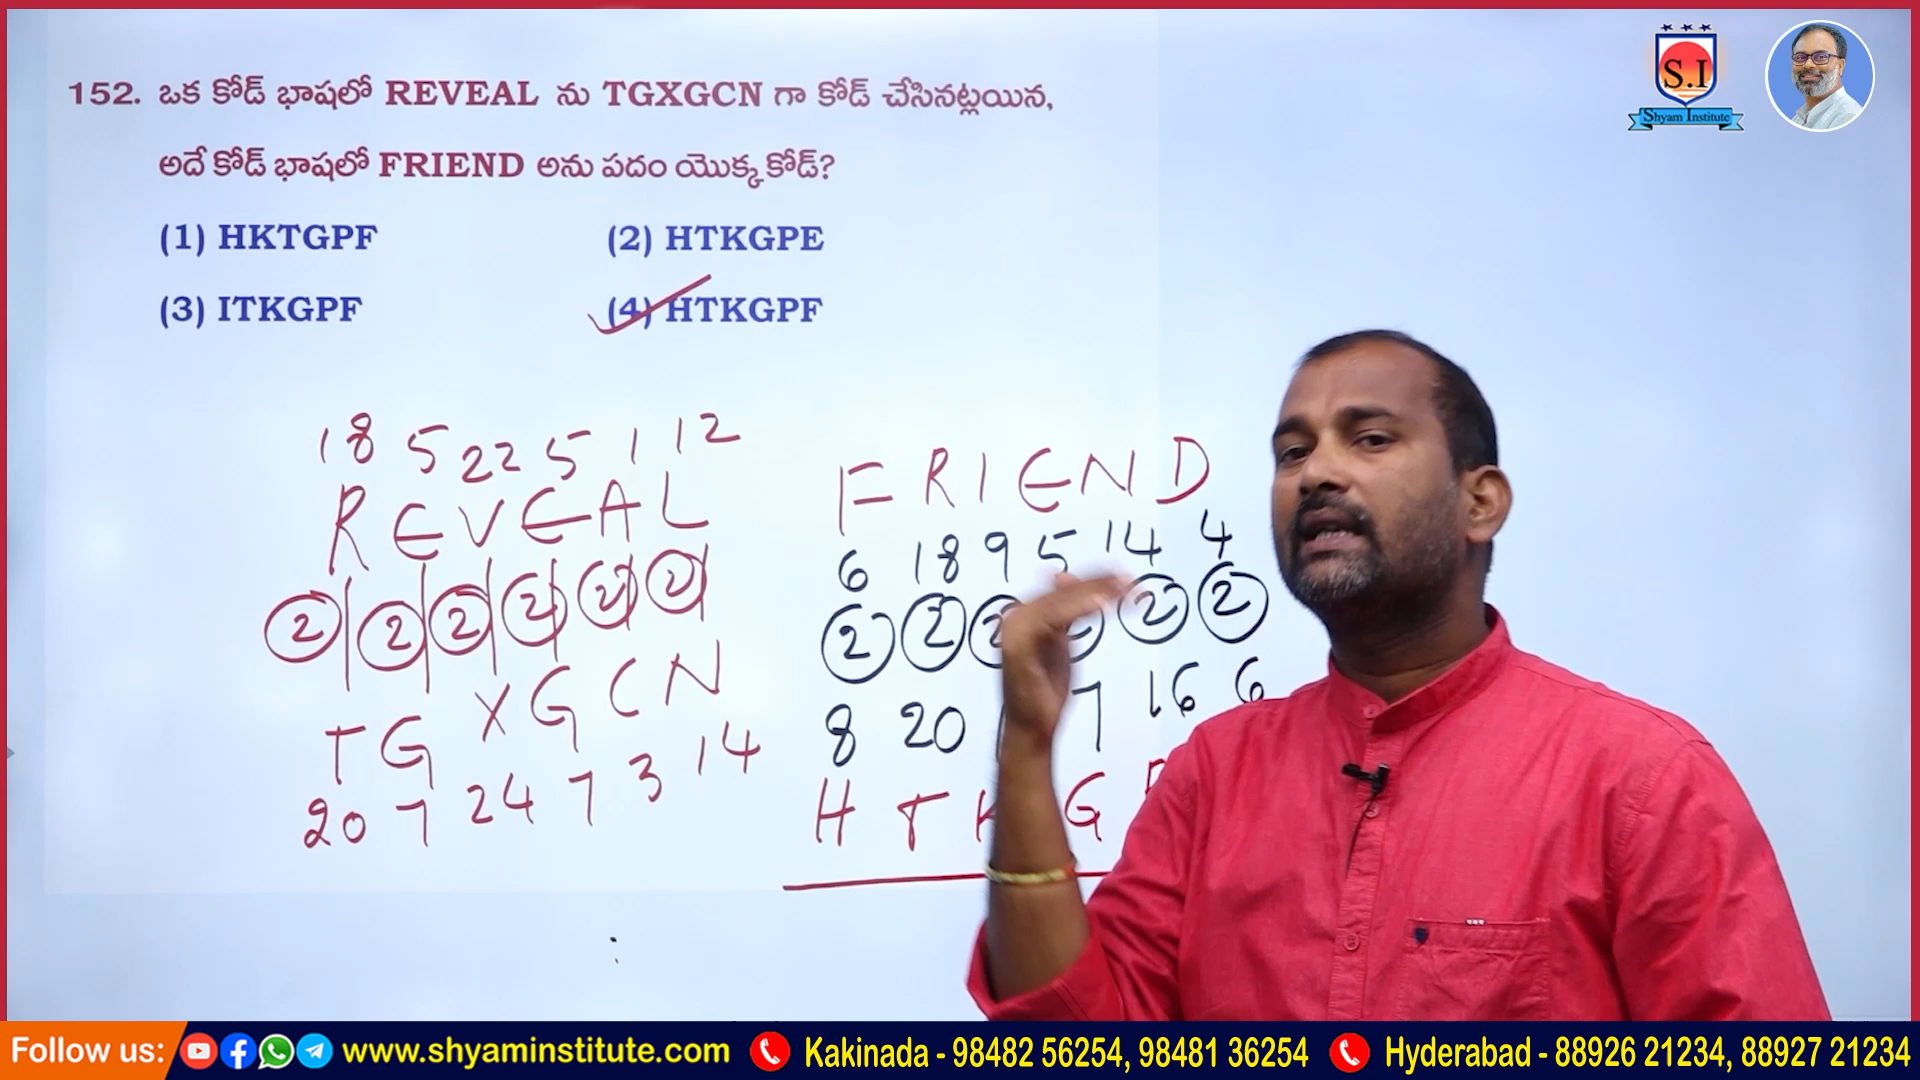 152. ఒక కోడ్ భాషలో REVEAL ను TGXGCN గా కోడ్ చేసినట్లయిన,
అదే కోడ్ భాషలో FRIEND అను పదం యొక్క కోడ్?
(1) HKTGPF (2) HTKGPE
(3) ITKGPF (4) HTKGPF
18 5 22 5 1 12
R E V E A L
2 2 2 2 2 2
T G X G C N
20 7 24 7 3 14
F R I E N D
6 18 9 5 14 4
2 2 2 2 2
8 20 7 16 6
H T K G
S.I
Shyam Institute
Follow us: www.shyaminstitute.com Kakinada - 98482 56254, 98481 36254 Hyderabad - 88926 21234, 88927 21234